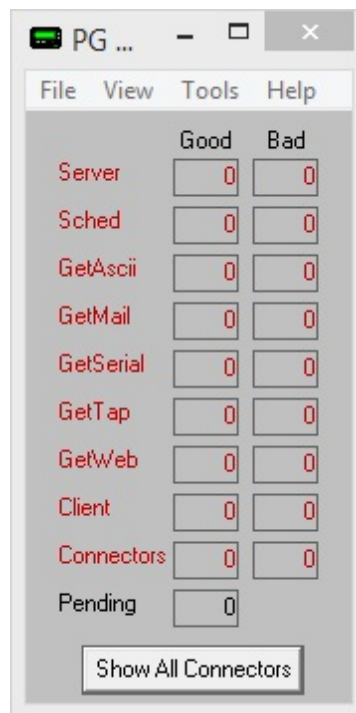 PG ...
File View Tools Help
Good Bad
Server 0 0
Sched 0 0
GetAscii 0 0
GetMail 0 0
GetSerial 0 0
GetTap 0 0
GetWeb 0 0
Client 0 0
Connectors 0 0
Pending 0
Show All Connectors